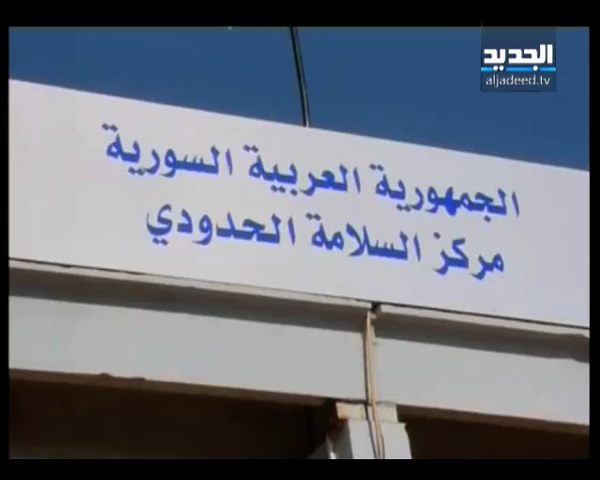 الجديد
aljadeed.tv
الجمهورية العربية السورية
مركز السلامة الحدودي